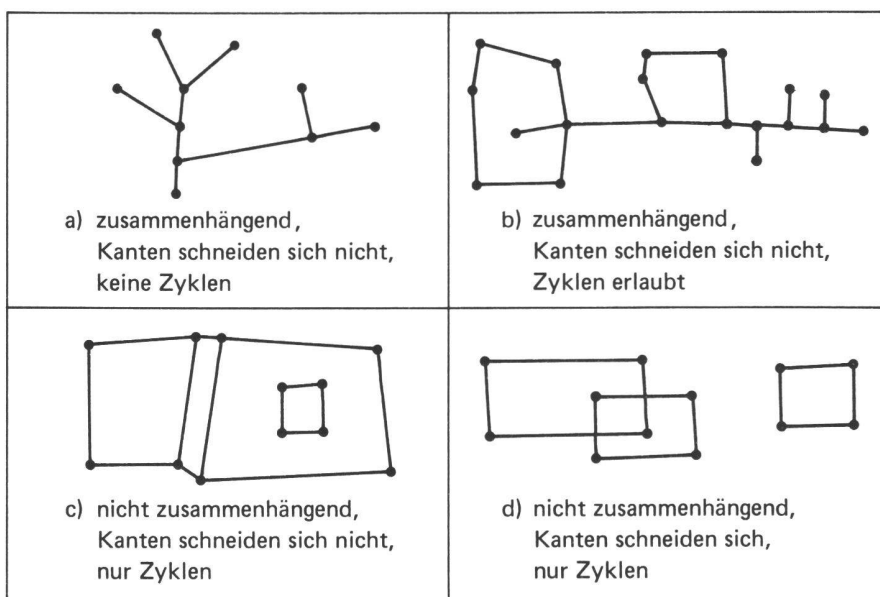 a) zusammenhängend,
Kanten schneiden sich nicht,
keine Zyklen
b) zusammenhängend,
Kanten schneiden sich nicht,
Zyklen erlaubt
c) nicht zusammenhängend,
Kanten schneiden sich nicht,
nur Zyklen
d) nicht zusammenhängend,
Kanten schneiden sich,
nur Zyklen